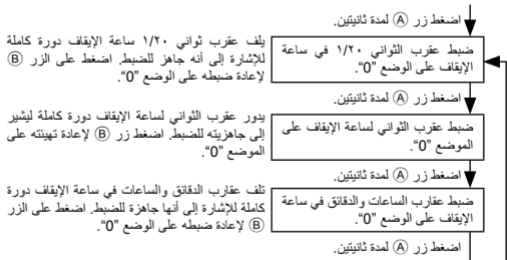 اضغط زر Ⓐ لمدة ثانيتين.
ضبط عقرب الثواني ١/٢٠ في ساعة
الإيقاف على الوضع "0".
يلف عقرب ثواني ١/٢٠ ساعة الإيقاف دورة كاملة
للإشارة إلى أنه جاهز للضبط. اضغط على الزر Ⓑ
لإعادة ضبطه على الوضع "0".
اضغط زر Ⓐ لمدة ثانيتين.
ضبط عقرب الثواني لساعة الإيقاف على
الموضع "0".
يدور عقرب الثواني لساعة الإيقاف دورة كاملة ليشير
إلى جاهزيته للضبط. اضغط زر Ⓑ لإعادة تهيئته على
الموضع "0".
اضغط زر Ⓐ لمدة ثانيتين.
ضبط عقارب الساعات والدقائق في ساعة
الإيقاف على الوضع "0".
تلف عقارب الدقائق والساعات في ساعة الإيقاف دورة
كاملة للإشارة إلى أنها جاهزة للضبط. اضغط على الزر
Ⓑ لإعادة ضبطه على الوضع "0".
اضغط زر Ⓐ لمدة ثانيتين.